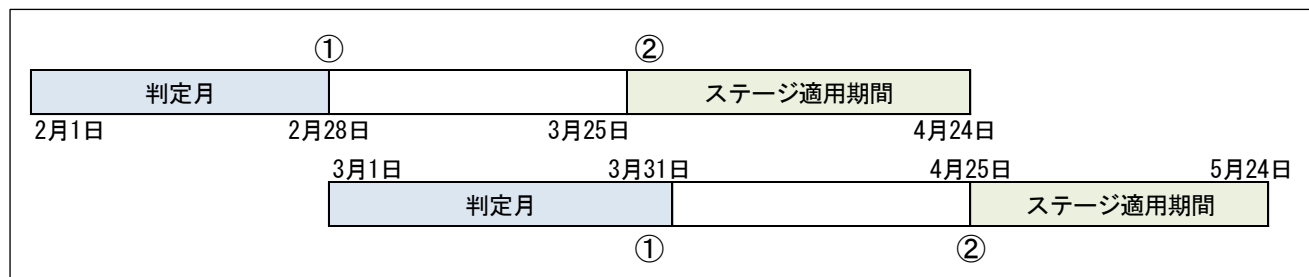 ① ②
判定月 ステージ適用期間
2月1日 2月28日 3月25日 4月24日
3月1日 3月31日 4月25日 5月24日
判定月 ステージ適用期間
① ②